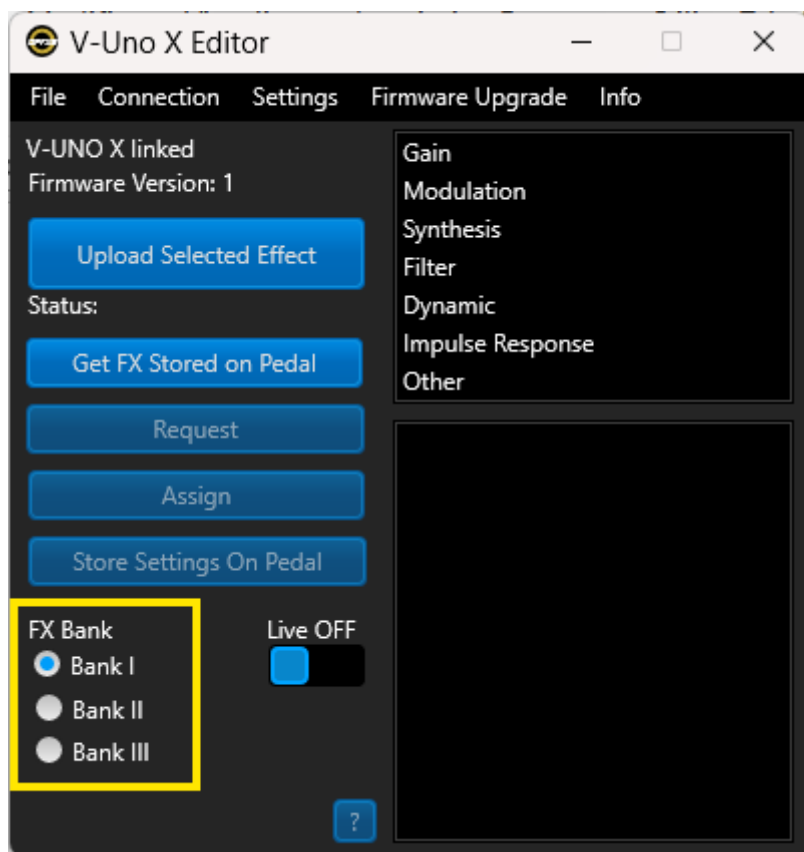 V-Uno X Editor
File Connection Settings Firmware Upgrade Info
V-UNO X linked
Firmware Version: 1
Upload Selected Effect
Status:
Get FX Stored on Pedal
Request
Assign
Store Settings On Pedal
FX Bank
Bank I
Bank II
Bank III
Live OFF
?
Gain
Modulation
Synthesis
Filter
Dynamic
Impulse Response
Other